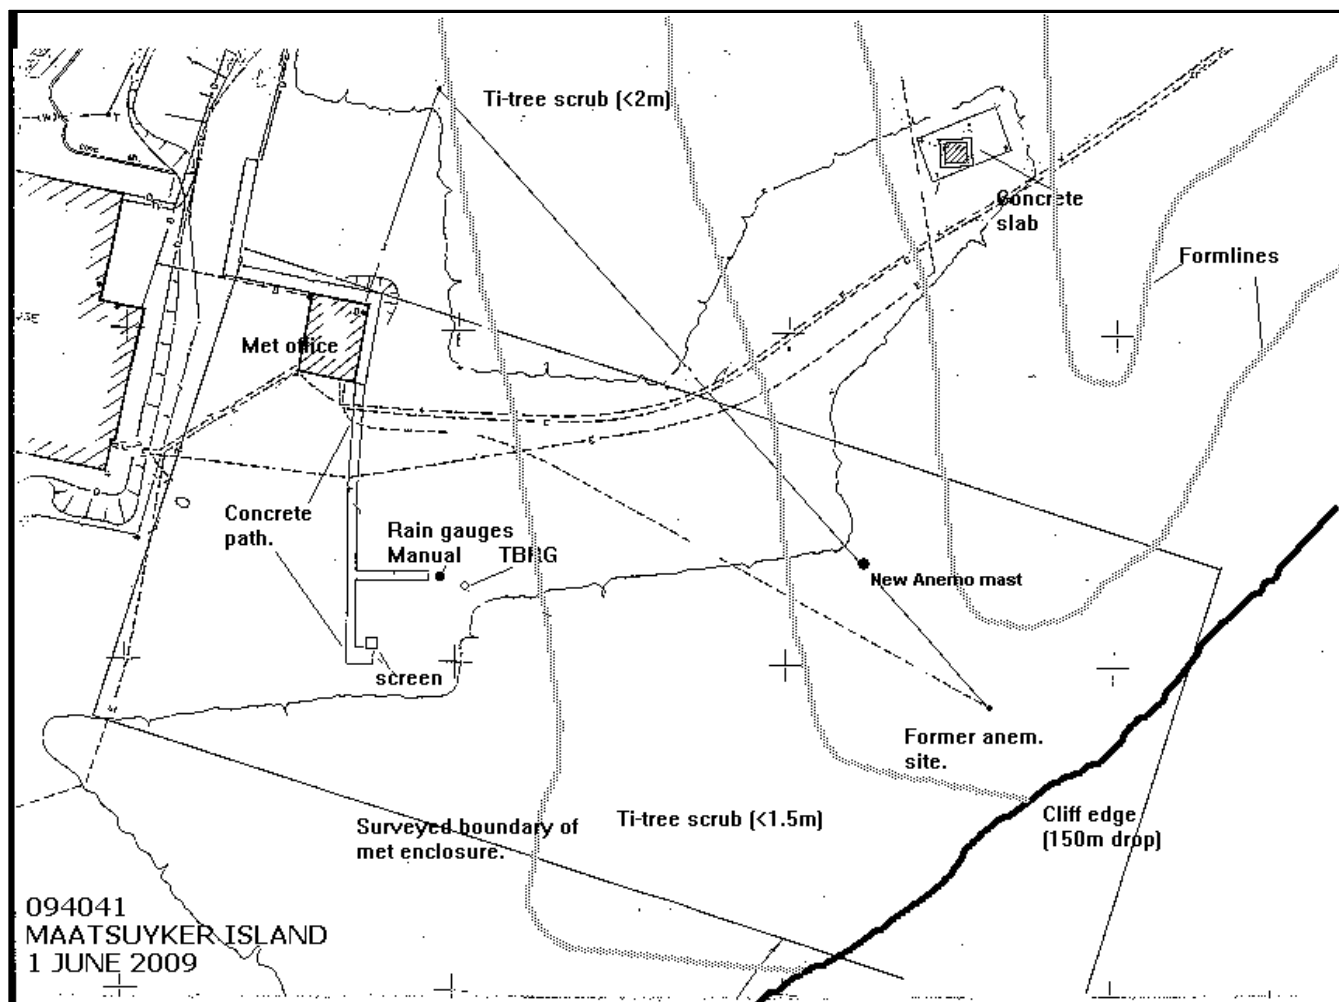 Ti-tree scrub (<2m)
Concrete
slab
Formlines
Met office
Concrete
path.
Rain gauges
Manual
TBRG
New Anemo mast
screen
Former anem.
site.
Ti-tree scrub (<1.5m)
Surveyed boundary of
met enclosure.
Cliff edge
(150m drop)
094041
MAATSUYKER ISLAND
1 JUNE 2009